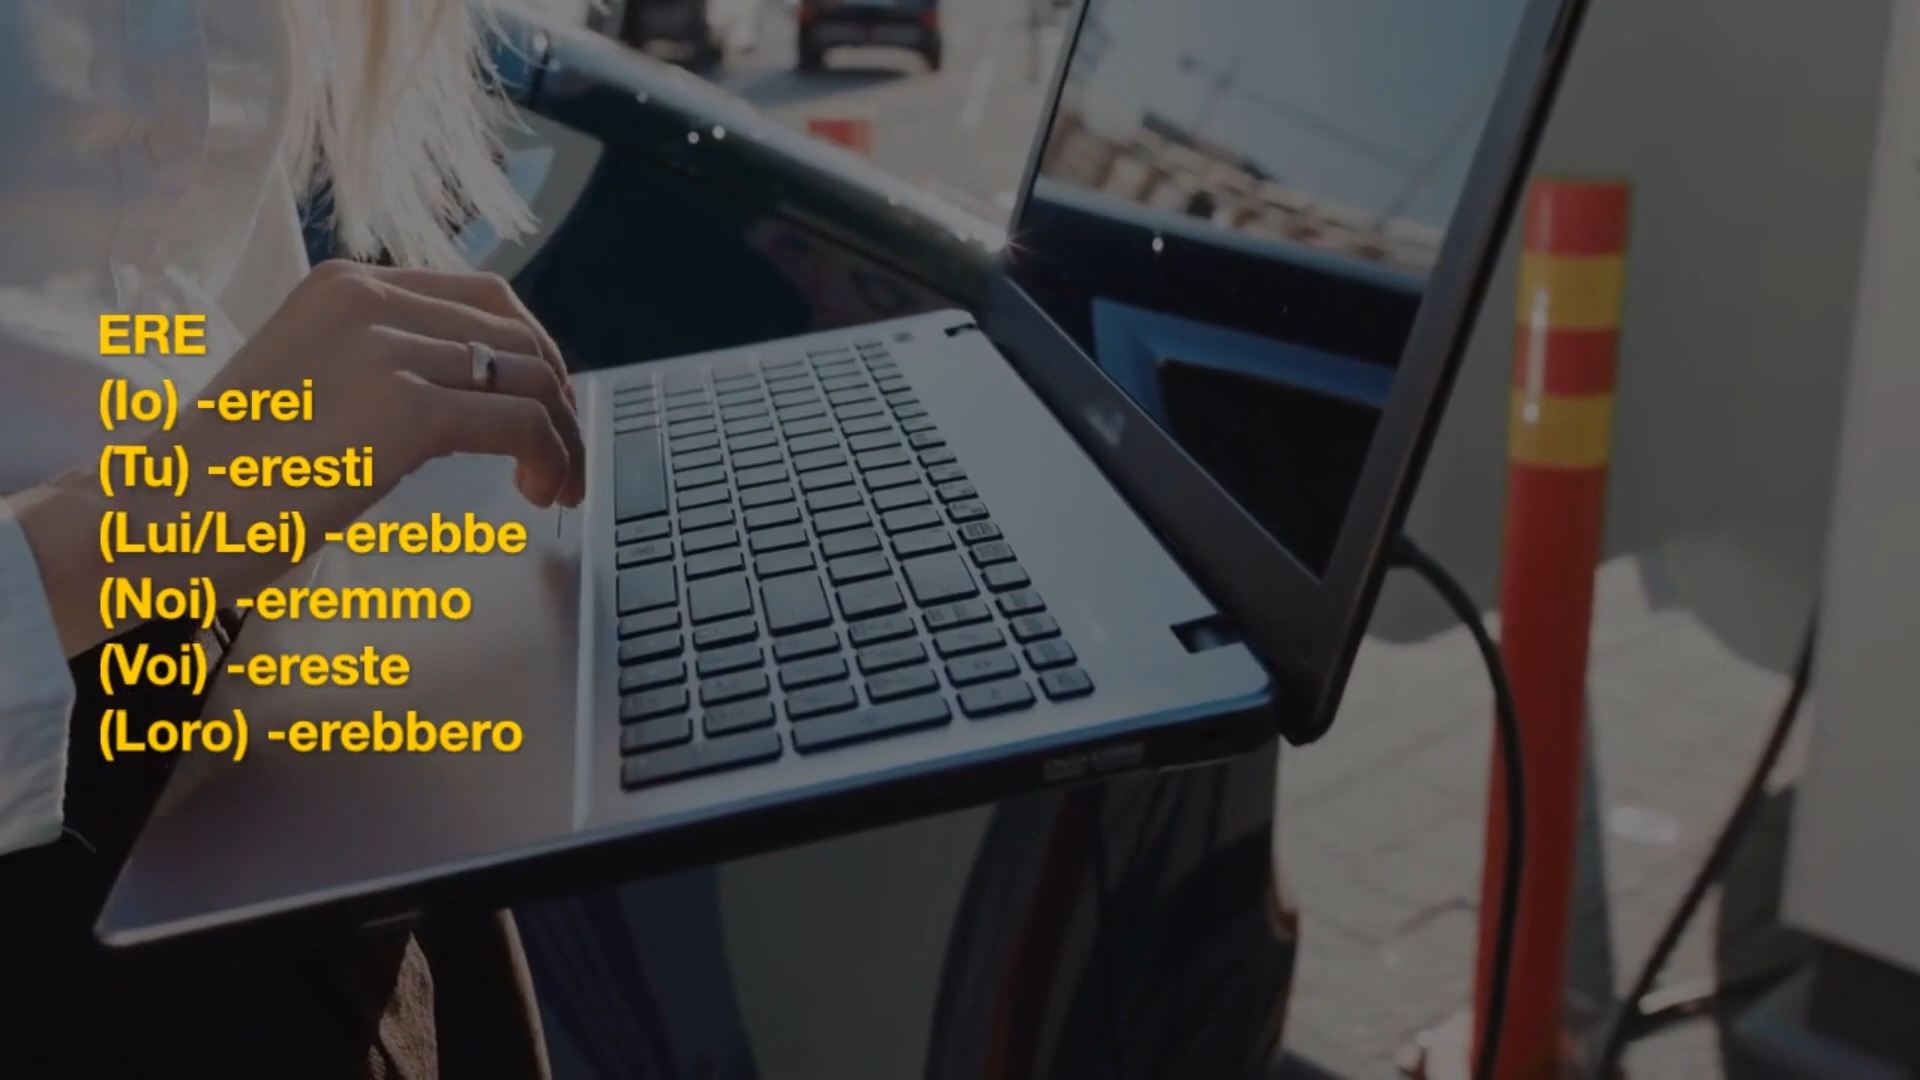 ERE
(Io) -erei
(Tu) -eresti
(Lui/Lei) -erebbe
(Noi) -eremmo
(Voi) -ereste
(Loro) -erebbero